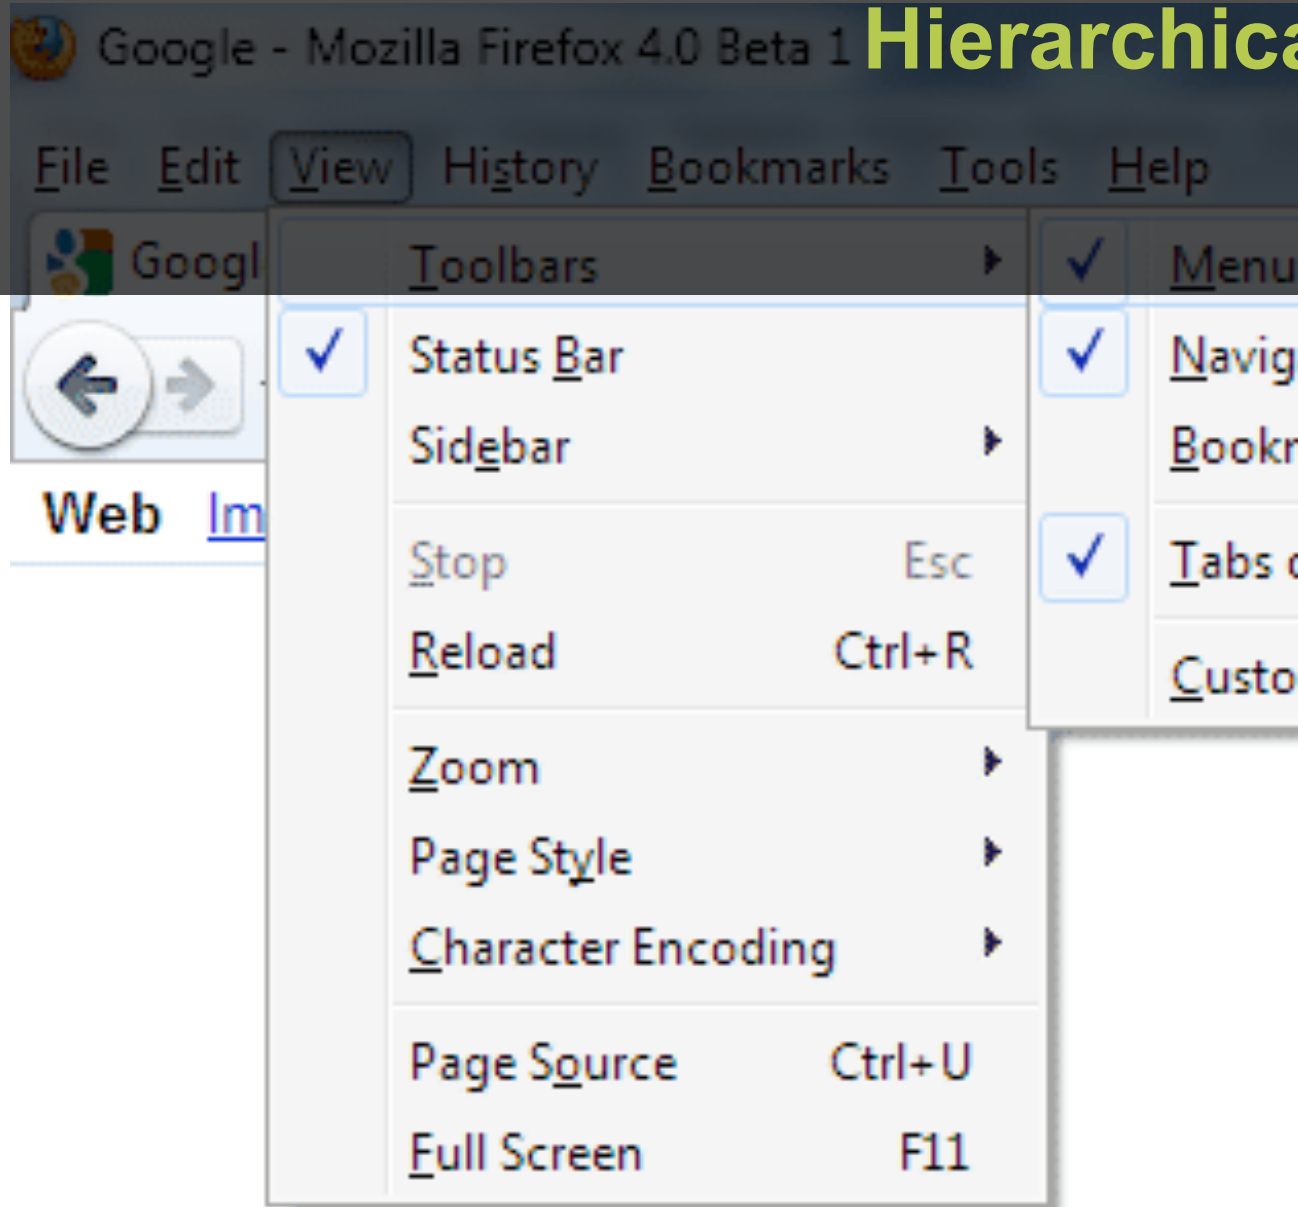 Google - Mozilla Firefox 4.0 Beta 1 Hierarchica
File Edit View History Bookmarks Tools Help
Googl Toolbars Menu
Status Bar Navig
Sidebar Book
Web Im
Stop Esc Tabs
Reload Ctrl+R
Custo
Zoom
Page Style
Character Encoding
Page Source Ctrl+U
Full Screen F11